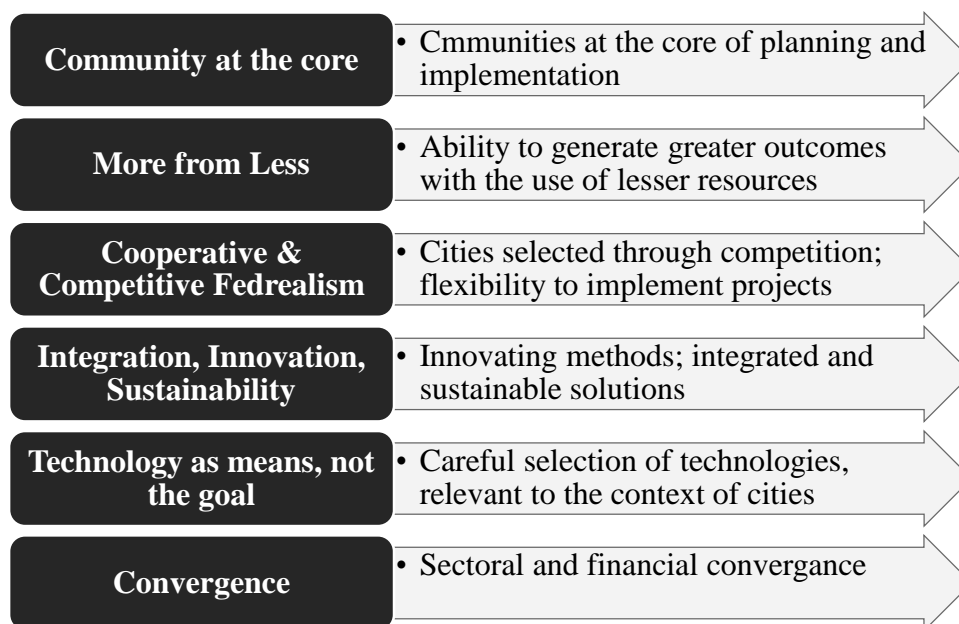 Community at the core
• Cmmunities at the core of planning and
implementation
More from Less
• Ability to generate greater outcomes
with the use of lesser resources
Cooperative &
Competitive Fedrealism
• Cities selected through competition;
flexibility to implement projects
Integration, Innovation,
Sustainability
• Innovating methods; integrated and
sustainable solutions
Technology as means, not
the goal
• Careful selection of technologies,
relevant to the context of cities
Convergence
• Sectoral and financial convergance